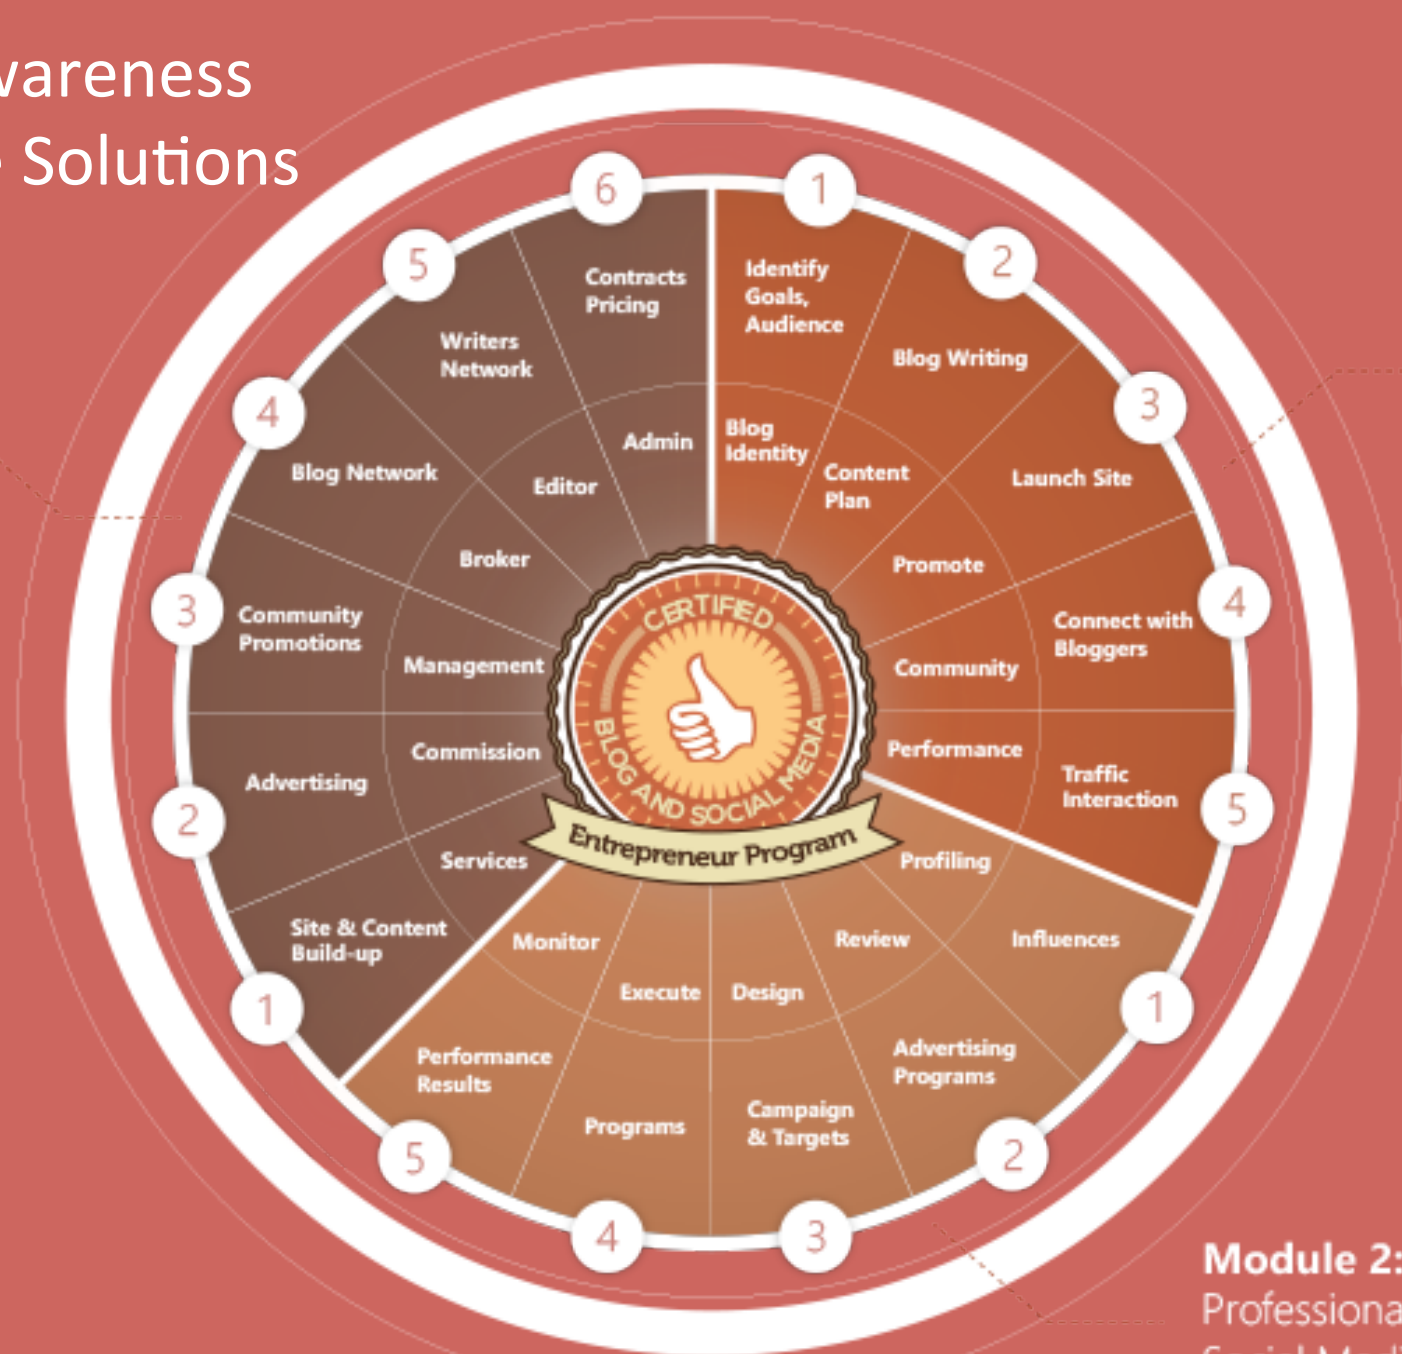 wareness
e Solutions
1
Identify
Goals,
Audience
Blog
Identity
2
Blog Writing
Content
Plan
3
Launch Site
Promote
4
Connect with
Bloggers
Community
5
Traffic
Interaction
Performance
1
Influences
Profiling
2
Advertising
Programs
Review
3
Campaign
& Targets
Design
4
Programs
Execute
5
Performance
Results
Monitor
1
Site & Content
Build-up
Services
2
Advertising
Commission
3
Community
Promotions
Management
4
Blog Network
Broker
5
Writers
Network
Editor
6
Contracts
Pricing
Admin
CERTIFIED
BLOG AND SOCIAL MEDIA
Entrepreneur Program
Module 2:
Professiona